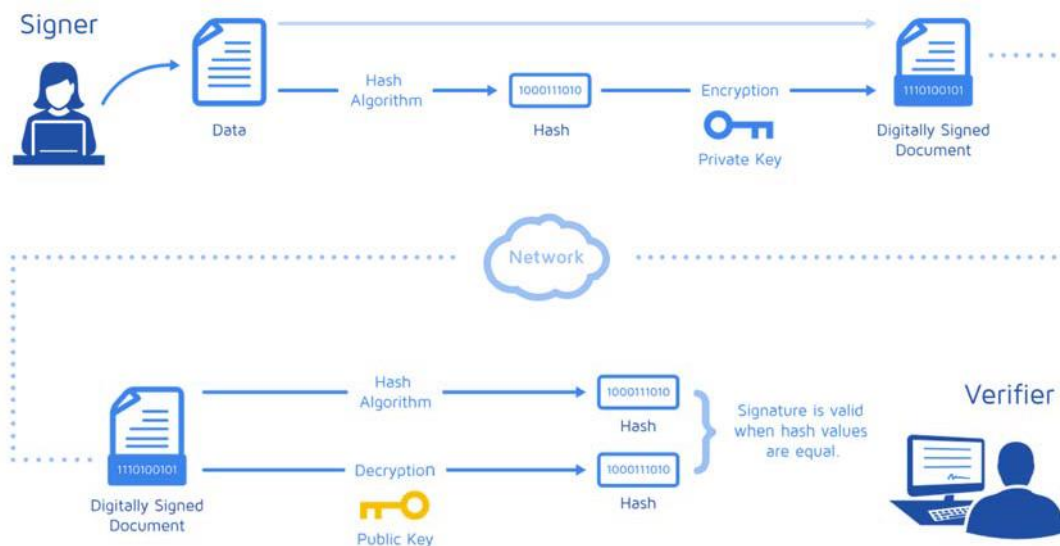 Signer
Data
Hash
Algorithm
1000111010
Hash
Encryption
Private Key
1110100101
Digitally Signed
Document
Network
1110100101
Digitally Signed
Document
Hash
Algorithm
1000111010
Hash
Decryption
Public Key
1000111010
Hash
Signature is valid
when hash values
are equal.
Verifier